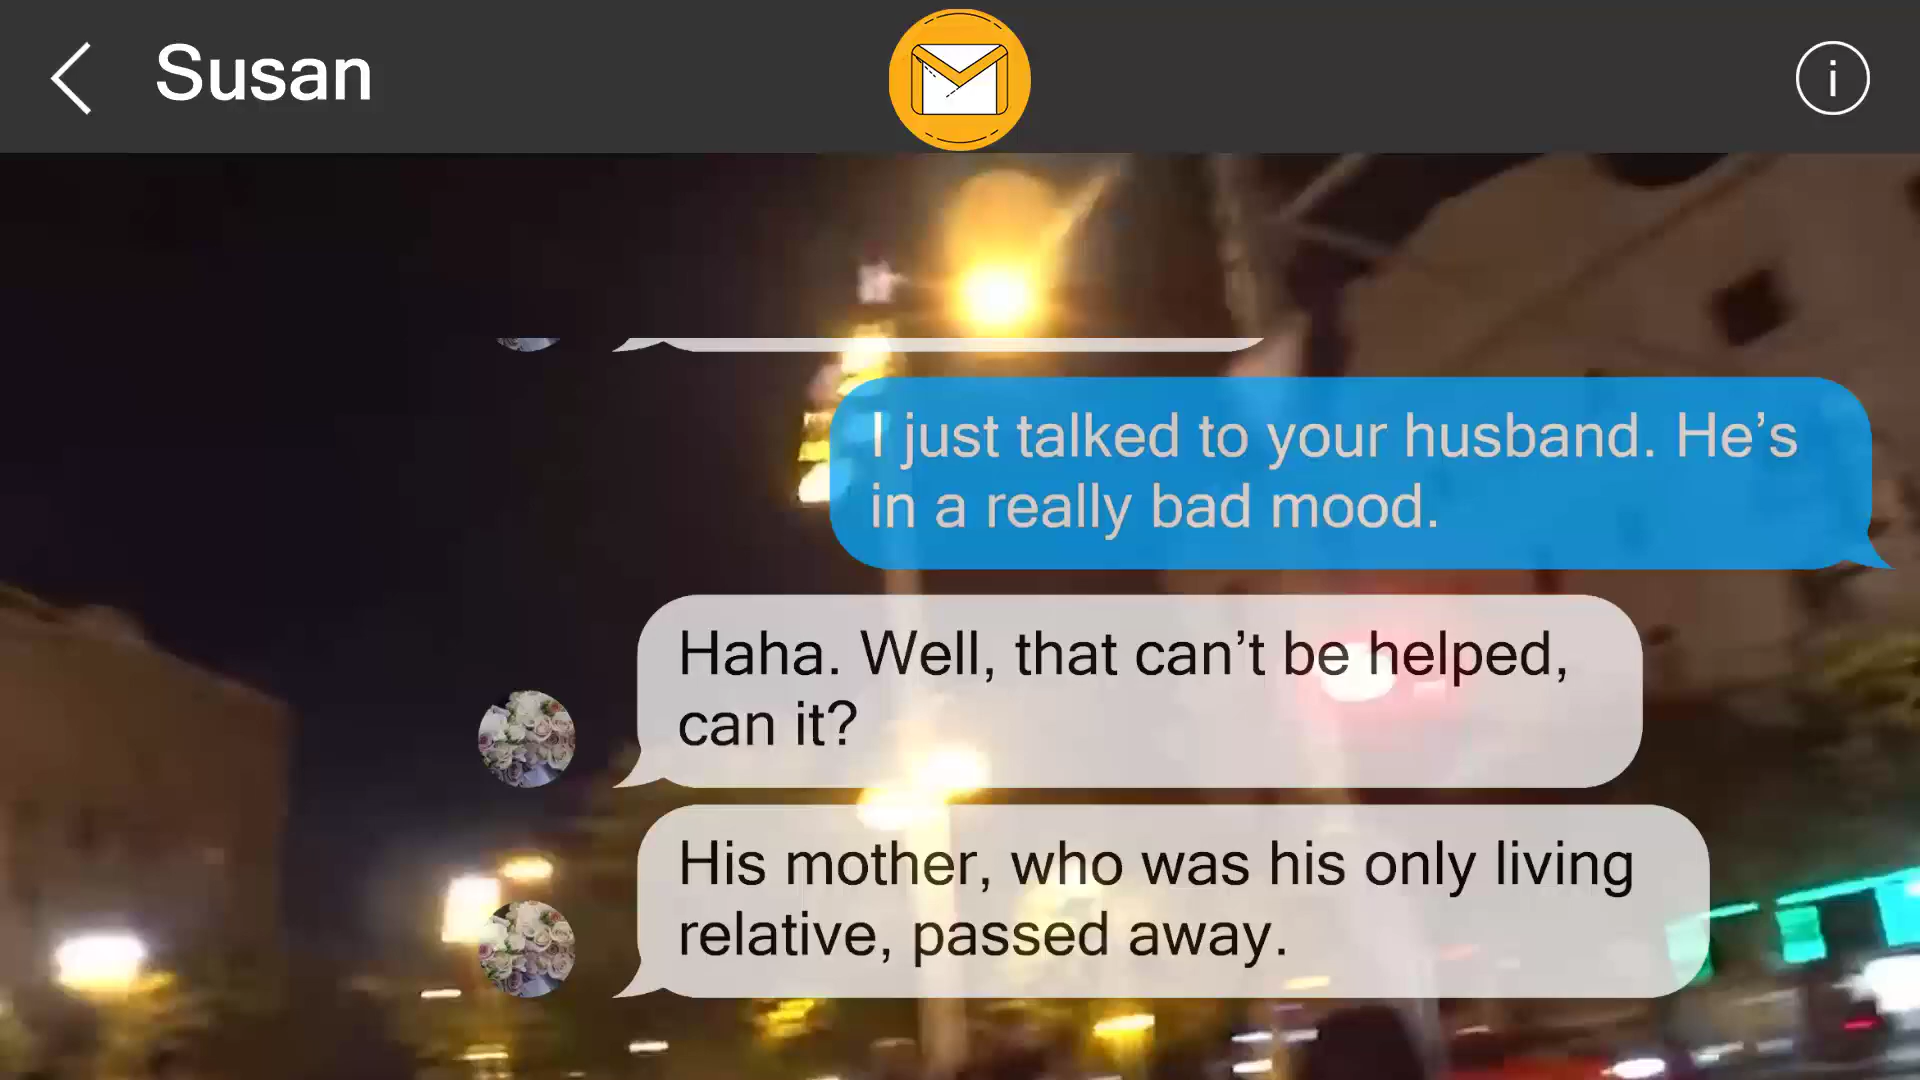 Susan
i
I just talked to your husband. He’s
in a really bad mood.
Haha. Well, that can’t be helped,
can it?
His mother, who was his only living
relative, passed away.